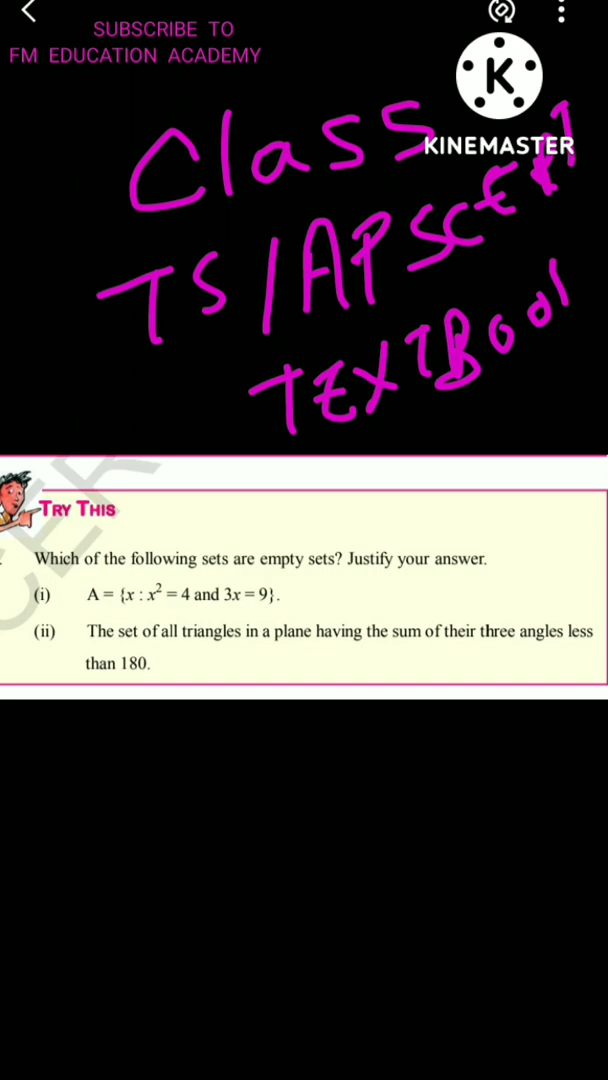 SUBSCRIBE TO
FM EDUCATION ACADEMY
KINEMASTER
Class
TS/APSCERT
TEXTBOO
TRY THIS
Which of the following sets are empty sets? Justify your answer.
(i) A = {x : x² = 4 and 3x = 9}.
(ii) The set of all triangles in a plane having the sum of their three angles less
than 180.